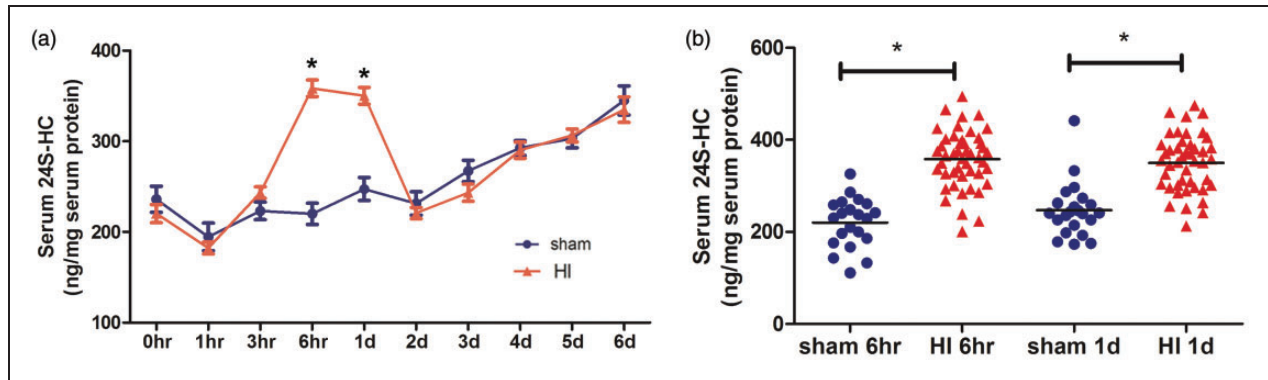 (a)
Serum 24S-HC
(ng/mg serum protein)
400
300
200
100
*
*
sham
HI
0hr 1hr 3hr 6hr 1d 2d 3d 4d 5d 6d
(b)
Serum 24S-HC
(ng/mg serum protein)
600
400
200
0
*
*
sham 6hr HI 6hr sham 1d HI 1d